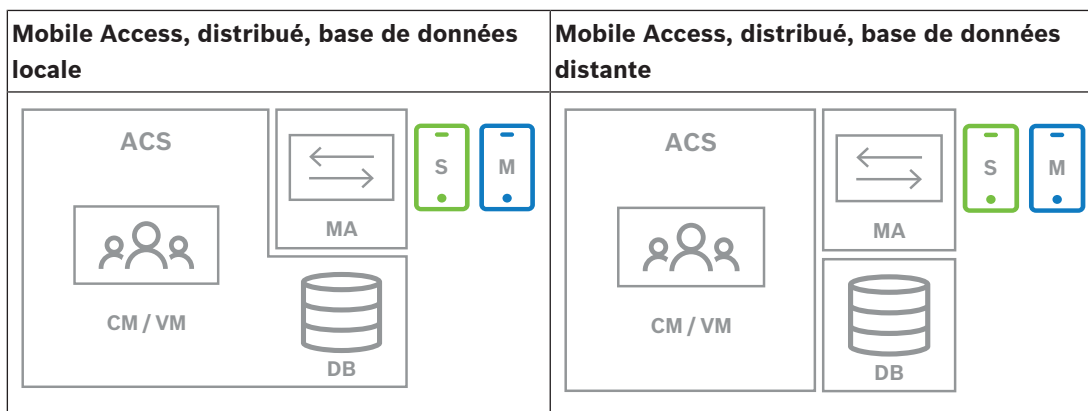 Mobile Access, distribué, base de données
locale
ACS
S
M
MA
CM / VM
DB
Mobile Access, distribué, base de données
distante
ACS
S
M
MA
CM / VM
DB